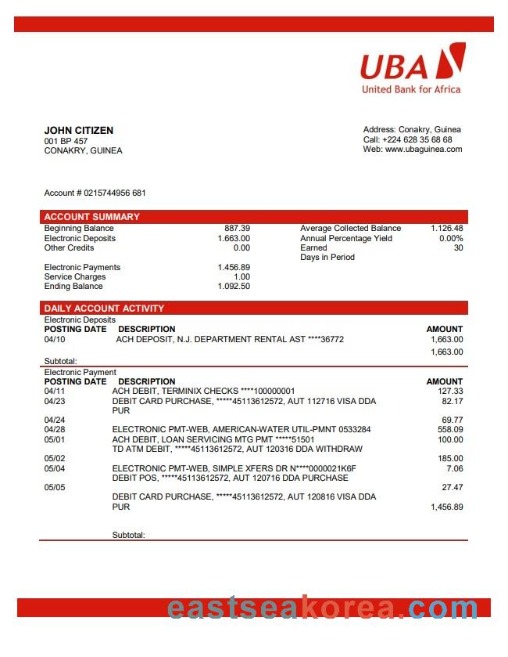 UBA
United Bank for Africa
JOHN CITIZEN
001 BP 457
CONAKRY, GUINEA
Address: Conakry, Guinea
Call: +224 628 35 68 68
Web: www.ubaguinea.com
Account # 0215744956 681
ACCOUNT SUMMARY
Beginning Balance 887.39 Average Collected Balance 1.126.48
Electronic Deposits 1.663.00 Annual Percentage Yield 0.00%
Other Credits 0.00 Earned 30
Days in Period
Electronic Payments 1.456.89
Service Charges 1.00
Ending Balance 1.092.50
DAILY ACCOUNT ACTIVITY
Electronic Deposits
POSTING DATE DESCRIPTION AMOUNT
04/10 ACH DEPOSIT, N.J. DEPARTMENT RENTAL AST ****36772 1,663.00
1,663.00
Subtotal:
Electronic Payment
POSTING DATE DESCRIPTION AMOUNT
04/11 ACH DEBIT, TERMINIX CHECKS ****100000001 127.33
04/23 DEBIT CARD PURCHASE, *****45113612572, AUT 112716 VISA DDA 82.17
PUR
04/24 69.77
04/28 ELECTRONIC PMT-WEB, AMERICAN-WATER UTIL-PMNT 0533284 558.09
05/01 ACH DEBIT, LOAN SERVICING MTG PMT *****51501 100.00
TD ATM DEBIT, *****45113612572, AUT 120316 DDA WITHDRAW
05/02 185.00
05/04 ELECTRONIC PMT-WEB, SIMPLE XFERS DR N****0000021K6F 7.06
DEBIT POS, *****45113612572, AUT 120716 DDA PURCHASE
05/05 27.47
DEBIT CARD PURCHASE, *****45113612572, AUT 120816 VISA DDA
PUR 1,456.89
Subtotal:
eastseakorea.com